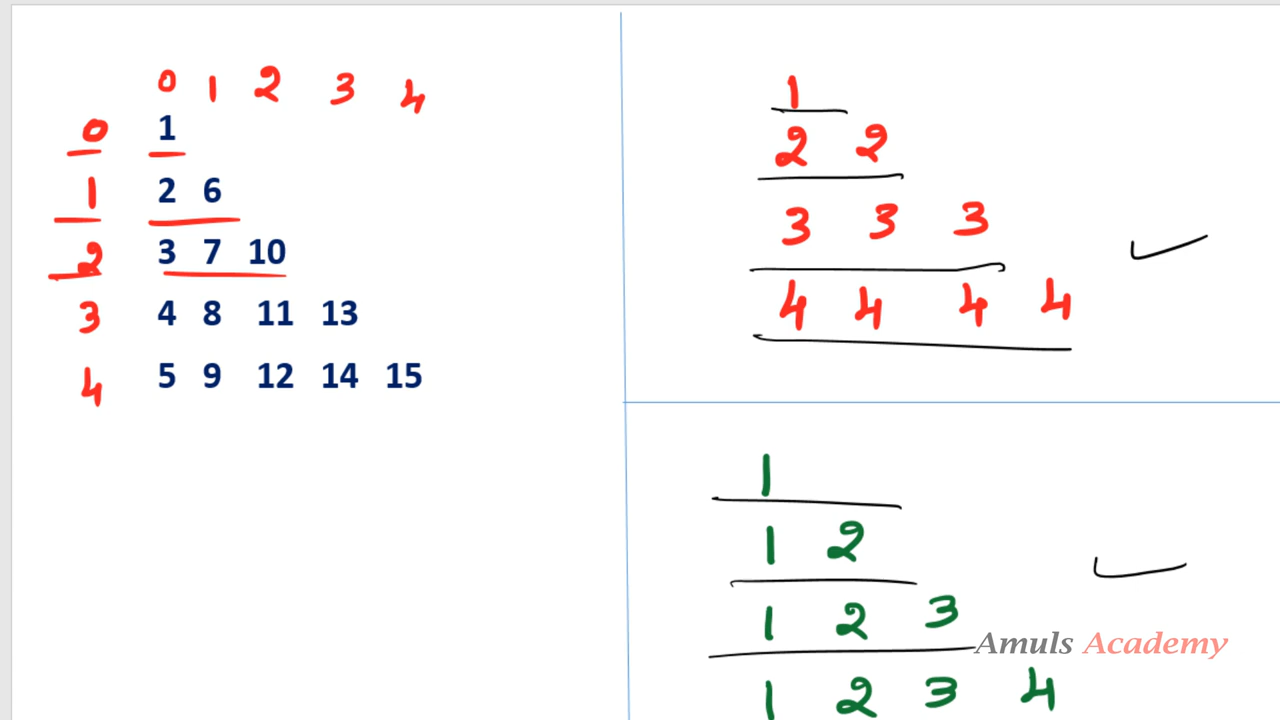 0 1 2 3 4
0 1
1 2 6
2 3 7 10
3 4 8 11 13
4 5 9 12 14 15
1
2 2
3 3 3
4 4 4 4
1
1 2
1 2 3
Amuls Academy
1 2 3 4